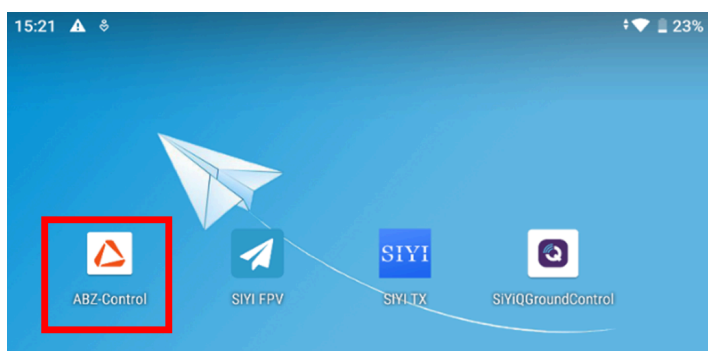 15:21 23%
SIYI
ABZ-Control SIYI FPV SIYI TX SiYiQGroundControl